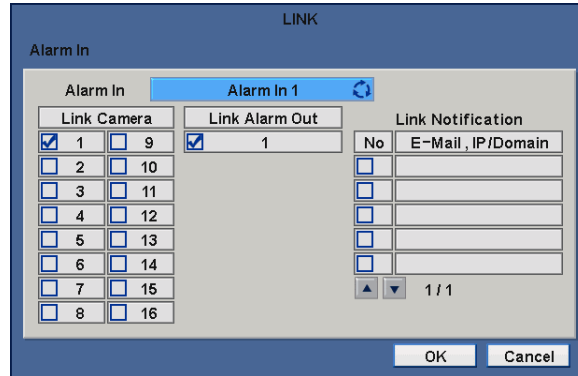 LINK
Alarm In
Alarm In Alarm In 1
Link Camera Link Alarm Out Link Notification
1 9 1 No E-Mail , IP/Domain
2 10
3 11
4 12
5 13
6 14
7 15 1 / 1
8 16
OK Cancel